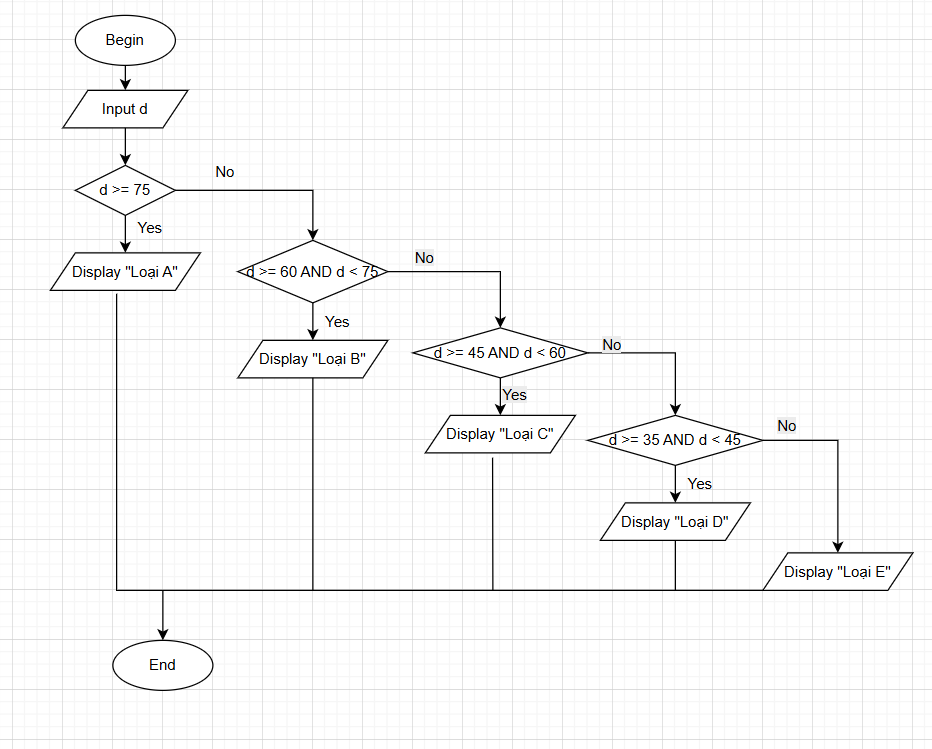 Begin
Input d
d >= 75
No
Yes
Display "Loại A"
d >= 60 AND d < 75
No
Yes
Display "Loại B"
d >= 45 AND d < 60
No
Yes
Display "Loại C"
d >= 35 AND d < 45
No
Yes
Display "Loại D"
Display "Loại E"
End